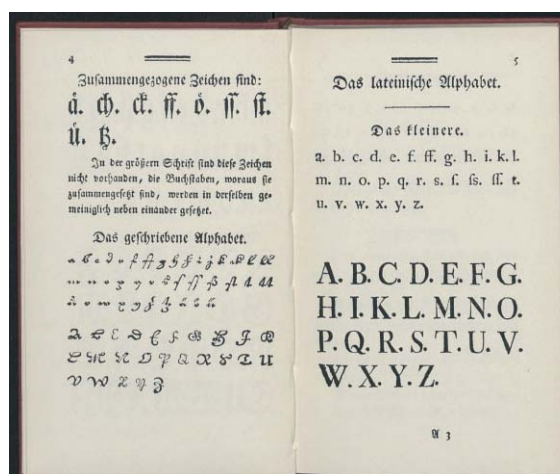 4
Zusammengezogene Zeichen sind:
aͤ. ch. ck. ff. oͤ. ſſ. ſt.
uͤ. tz.
In der größern Schrift sind diese Zeichen
nicht vorhanden, die Buchstaben, woraus sie
zusammengesetzt sind, werden in derselben ge-
meiniglich neben einander gesetzt.
Das geschriebene Alphabet.
5
Das lateinische Alphabet.
Das kleinere.
a. b. c. d. e. f. ff. g. h. i. k. l.
m. n. o. p. q. r. s. ſ. ſs. ſſ. t.
u. v. w. x. y. z.
A. B. C. D. E. F. G.
H. I. K. L. M. N. O.
P. Q. R. S. T. U. V.
W. X. Y. Z.
A 3